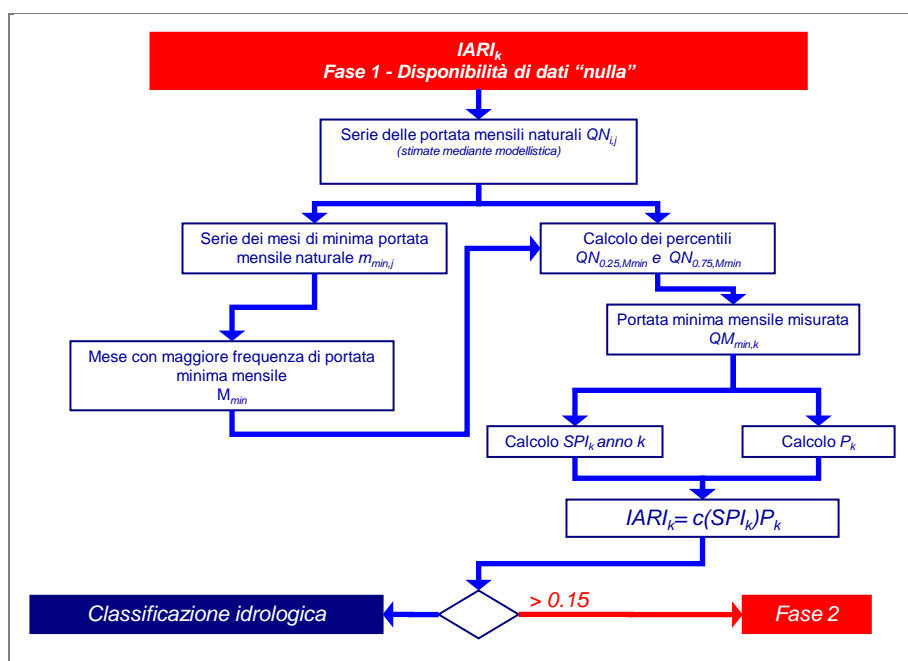 IARIk
Fase 1 - Disponibilità di dati “nulla”
Serie delle portata mensili naturali QNi,j
(stimate mediante modellistica)
Serie dei mesi di minima portata
mensile naturale mmin,j
Calcolo dei percentili
QN0.25,Mmin e QN0.75,Mmin
Portata minima mensile misurata
QMmin,k
Mese con maggiore frequenza di portata
minima mensile
Mmin
Calcolo SPIk anno k
Calcolo Pk
IARIk= c(SPIk)Pk
> 0.15
Classificazione idrologica
Fase 2